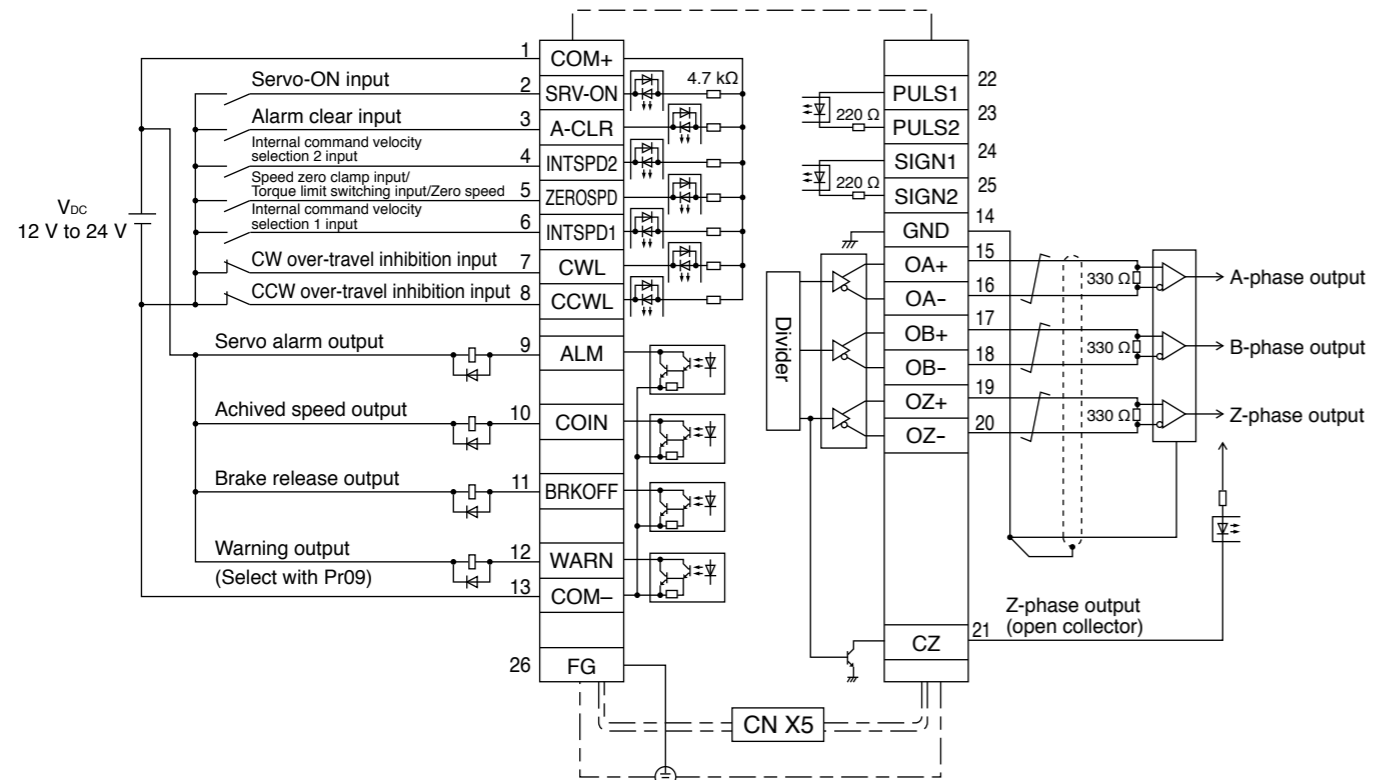 VDC
12 V to 24 V
Servo-ON input
Alarm clear input
Internal command velocity
selection 2 input
Speed zero clamp input/
Torque limit switching input/Zero speed
Internal command velocity
selection 1 input
CW over-travel inhibition input
CCW over-travel inhibition input
Servo alarm output
Achived speed output
Brake release output
Warning output
(Select with Pr09)
1 COM+
2 SRV-ON
4.7 kΩ
3 A-CLR
4 INTSPD2
5 ZEROSPD
6 INTSPD1
7 CWL
8 CCWL
9 ALM
10 COIN
11 BRKOFF
12 WARN
13 COM–
26 FG
CN X5
Divider
220 Ω
220 Ω
PULS1 22
PULS2 23
SIGN1 24
SIGN2 25
GND 14
OA+ 15
OA– 16
OB+ 17
OB– 18
OZ+ 19
OZ– 20
CZ 21
330 Ω
330 Ω
330 Ω
A-phase output
B-phase output
Z-phase output
Z-phase output
(open collector)